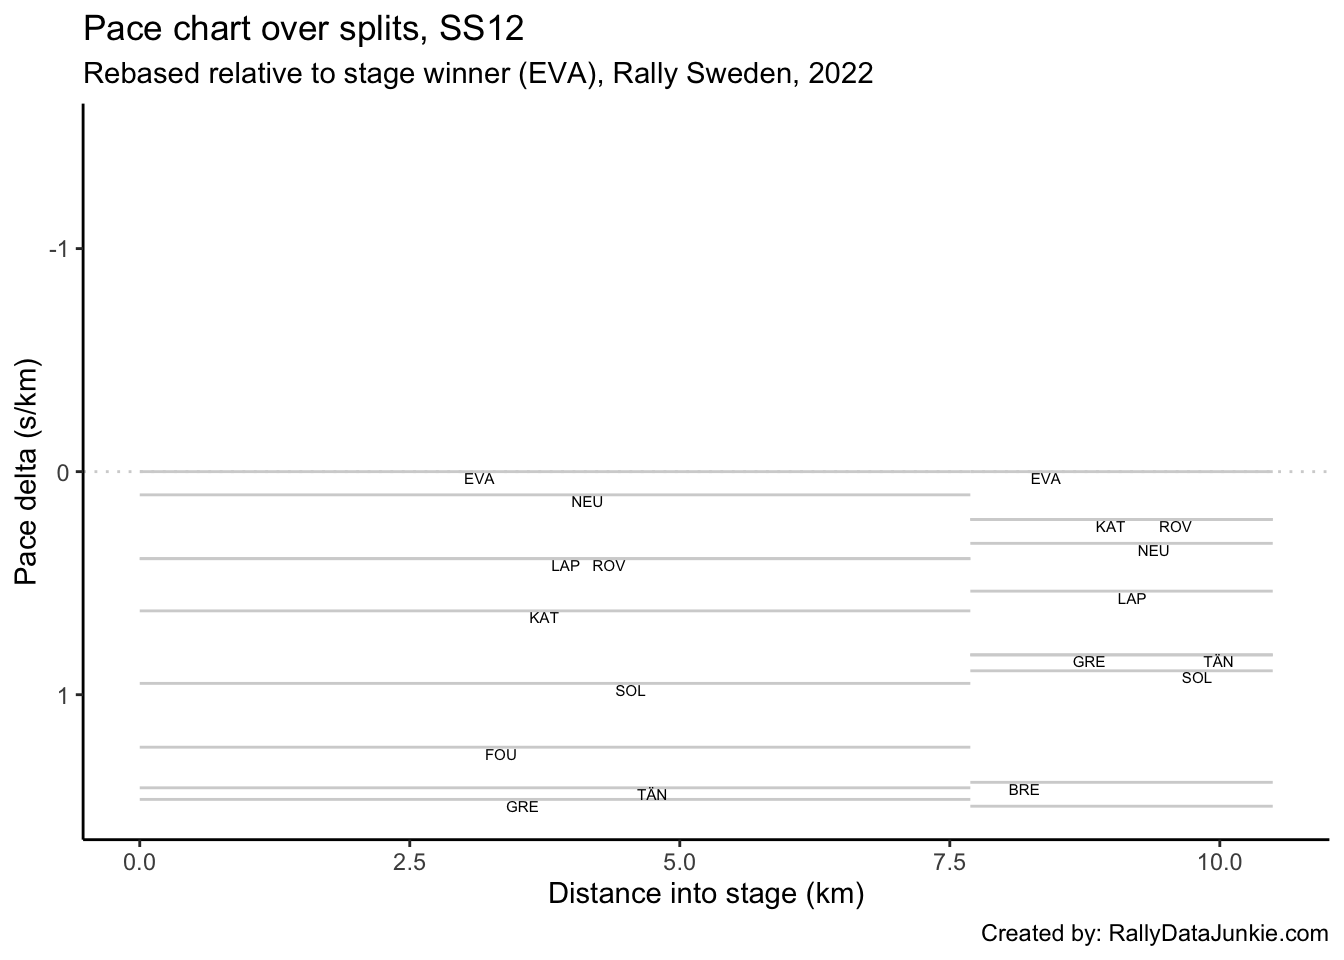 Pace chart over splits, SS12
Rebased relative to stage winner (EVA), Rally Sweden, 2022
Pace delta (s/km)
-1
0
1
EVA EVA
NEU
KAT ROV
NEU
LAP ROV
LAP
KAT
GRE TÄN
SOL
SOL
FOU
BRE
TÄN
GRE
0.0 2.5 5.0 7.5 10.0
Distance into stage (km)
Created by: RallyDataJunkie.com